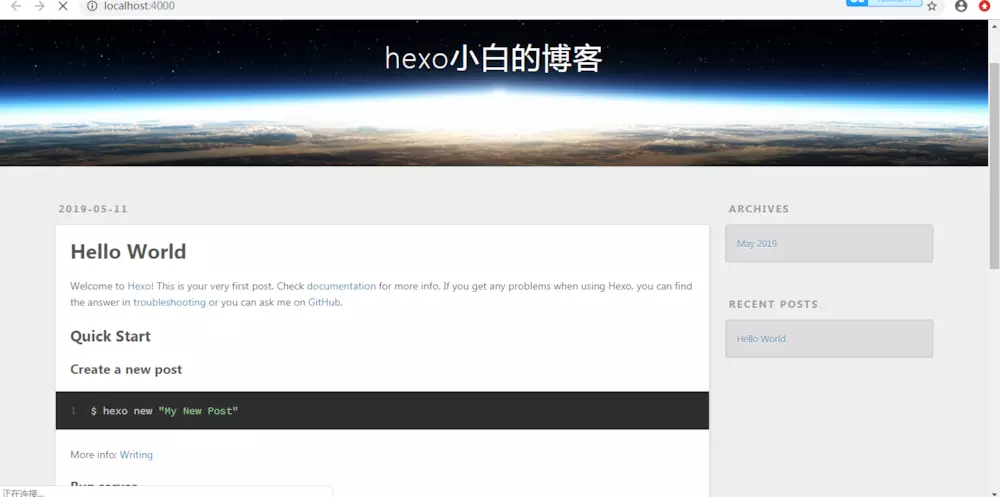 localhost:4000
hexo小白的博客
2019-05-11
Hello World
Welcome to Hexo! This is your very first post. Check documentation for more info. If you get any problems when using Hexo, you can find
the answer in troubleshooting or you can ask me on GitHub.
Quick Start
Create a new post
1 $ hexo new "My New Post"
More info: Writing
Run server
ARCHIVES
May 2019
RECENT POSTS
Hello World
正在连接...